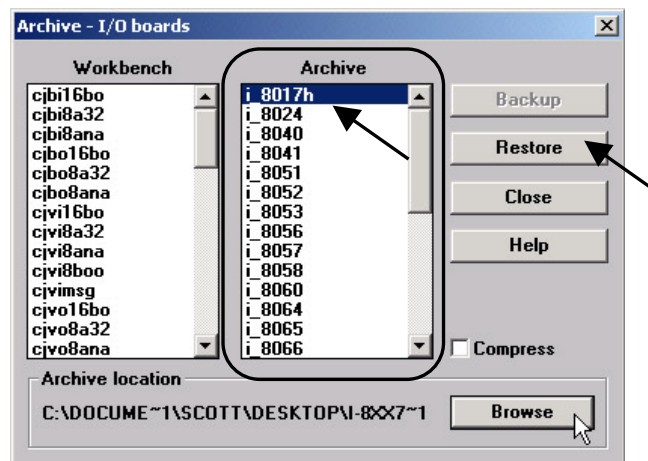 Archive - I/O boards
Workbench
cjbi16bo
cjbi8a32
cjbi8ana
cjbo16bo
cjbo8a32
cjbo8ana
cjvi16bo
cjvi8a32
cjvi8ana
cjvi8boo
cjvimsg
cjvo16bo
cjvo8a32
cjvo8ana
Archive
i_8017h
i_8024
i_8040
i_8041
i_8051
i_8052
i_8053
i_8056
i_8057
i_8058
i_8060
i_8064
i_8065
i_8066
Backup
Restore
Close
Help
Compress
Archive location
C:\DOCUME~1\SCOTT\DESKTOP\I-8XX7~1
Browse